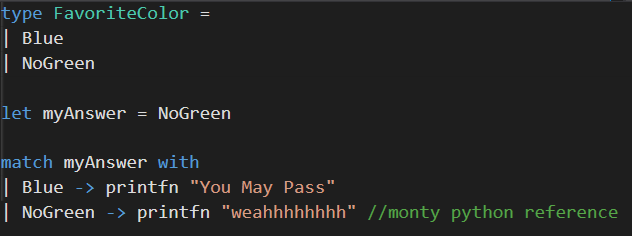 type FavoriteColor =
| Blue
| NoGreen
let myAnswer = NoGreen
match myAnswer with
| Blue -> printfn "You May Pass"
| NoGreen -> printfn "weahhhhhhhh" //monty python reference